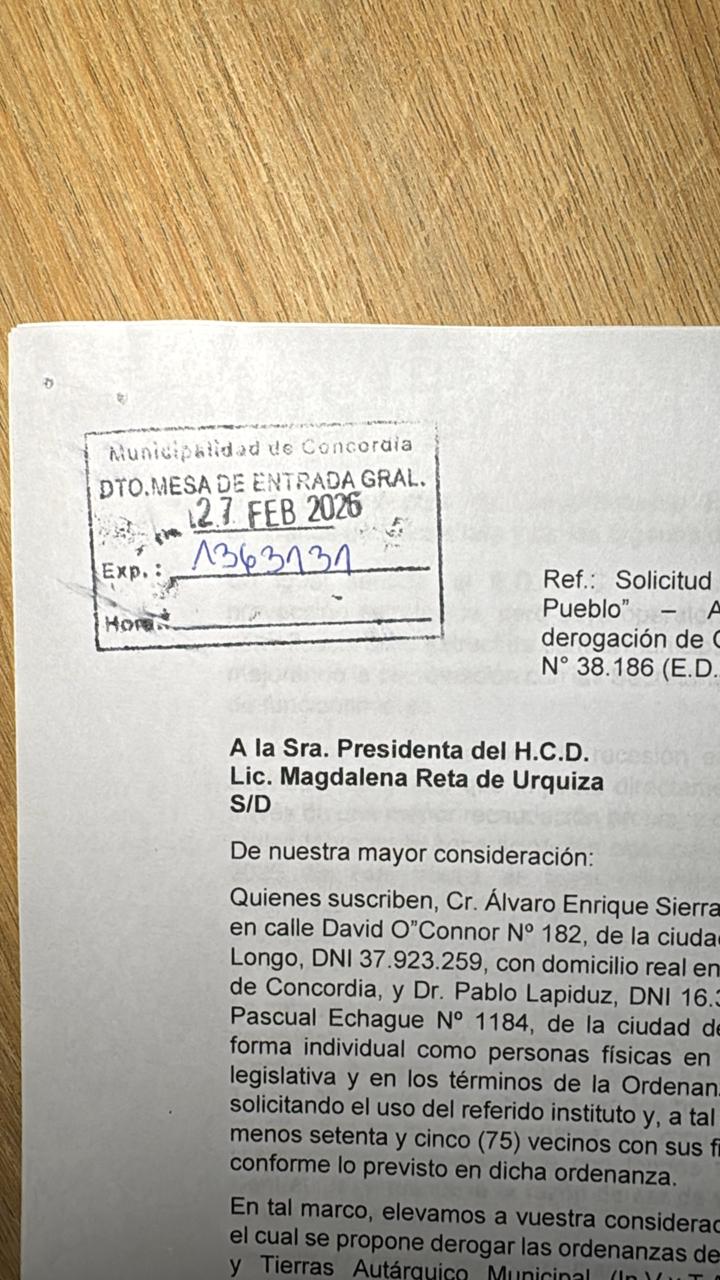 Municipalidad de Concordia
DTO.MESA DE ENTRADA GRAL.
27 FEB 2026
Exp.: 1363131
Hora:
Ref.: Solicitud
Pueblo” – A
derogación de
N° 38.186 (E.D.
A la Sra. Presidenta del H.C.D.
Lic. Magdalena Reta de Urquiza
S/D
De nuestra mayor consideración:
Quienes suscriben, Cr. Álvaro Enrique Sierra
en calle David O”Connor Nº 182, de la ciuda
Longo, DNI 37.923.259, con domicilio real en
de Concordia, y Dr. Pablo Lapiduz, DNI 16.3
Pascual Echague Nº 1184, de la ciudad de
forma individual como personas físicas en
legislativa y en los términos de la Ordenan
solicitando el uso del referido instituto y, a tal
menos setenta y cinco (75) vecinos con sus fi
conforme lo previsto en dicha ordenanza.
En tal marco, elevamos a vuestra considerac
el cual se propone derogar las ordenanzas de
y Tierras Autárquico Municipal